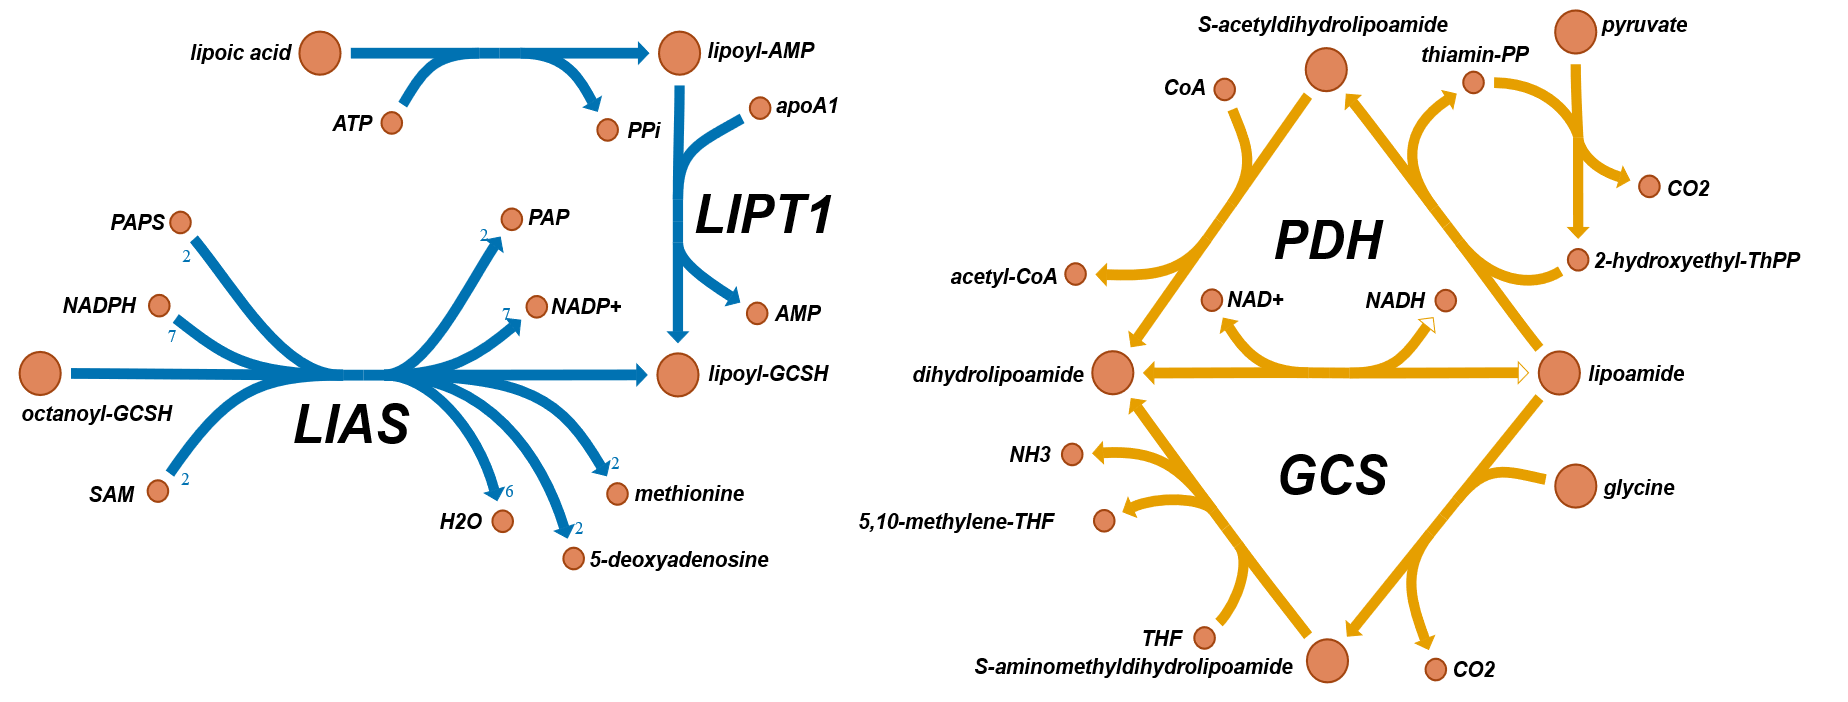 lipoic acid
lipoyl-AMP
ATP
PPi
apoA1
LIPT1
PAPS
2
PAP
2
NADPH
7
NADP+
7
AMP
octanoyl-GCSH
lipoyl-GCSH
LIAS
SAM
2
H2O
6
methionine
2
5-deoxyadenosine
2
S-acetyldihydrolipoamide
pyruvate
thiamin-PP
CoA
CO2
PDH
acetyl-CoA
2-hydroxyethyl-ThPP
NAD+
NADH
dihydrolipoamide
lipoamide
NH3
GCS
glycine
5,10-methylene-THF
THF
S-aminomethyldihydrolipoamide
CO2